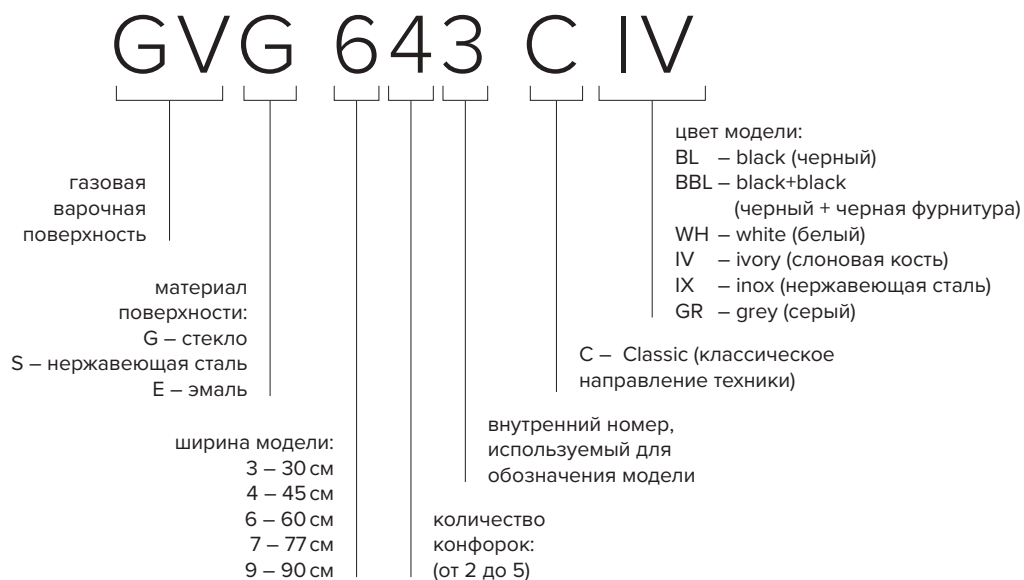 GVG 643 C IV
газовая
варочная
поверхность
материал
поверхности:
G – стекло
S – нержавеющая сталь
E – эмаль
ширина модели:
3 – 30 см
4 – 45 см
6 – 60 см
7 – 77 см
9 – 90 см
количество
конфорок:
(от 2 до 5)
внутренний номер,
используемый для
обозначения модели
C – Classic (классическое
направление техники)
цвет модели:
BL – black (черный)
BBL – black+black
(черный + черная фурнитура)
WH – white (белый)
IV – ivory (слоновая кость)
IX – inox (нержавеющая сталь)
GR – grey (серый)